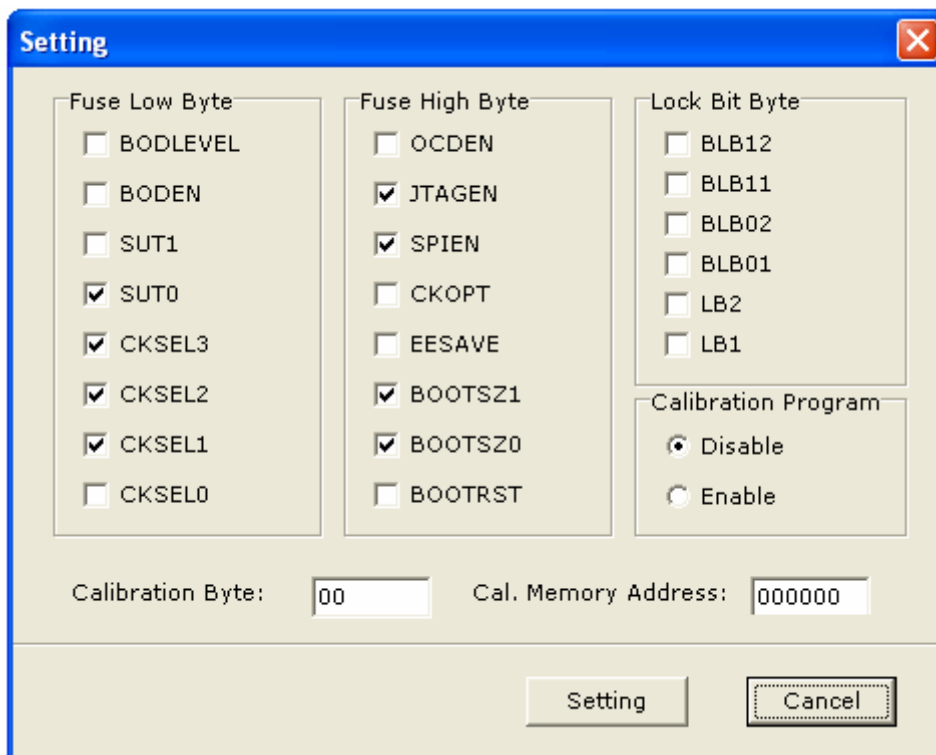 Setting
Fuse Low Byte
BODLEVEL
BODEN
SUT1
SUT0
CKSEL3
CKSEL2
CKSEL1
CKSEL0
Fuse High Byte
OCDEN
JTAGEN
SPIEN
CKOPT
EESAVE
BOOTSZ1
BOOTSZ0
BOOTRST
Lock Bit Byte
BLB12
BLB11
BLB02
BLB01
LB2
LB1
Calibration Program
Disable
Enable
Calibration Byte: 00
Cal. Memory Address: 000000
Setting
Cancel